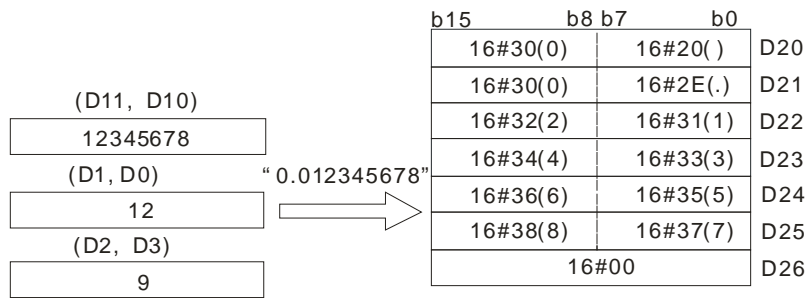 b15 b8 b7 b0
16#30(0) 16#20( ) D20
16#30(0) 16#2E(.) D21
(D11, D10)
12345678
16#32(2) 16#31(1) D22
(D1, D0)
“ 0.012345678”
16#34(4) 16#33(3) D23
12
16#36(6) 16#35(5) D24
(D2, D3)
16#38(8) 16#37(7) D25
9
16#00 D26